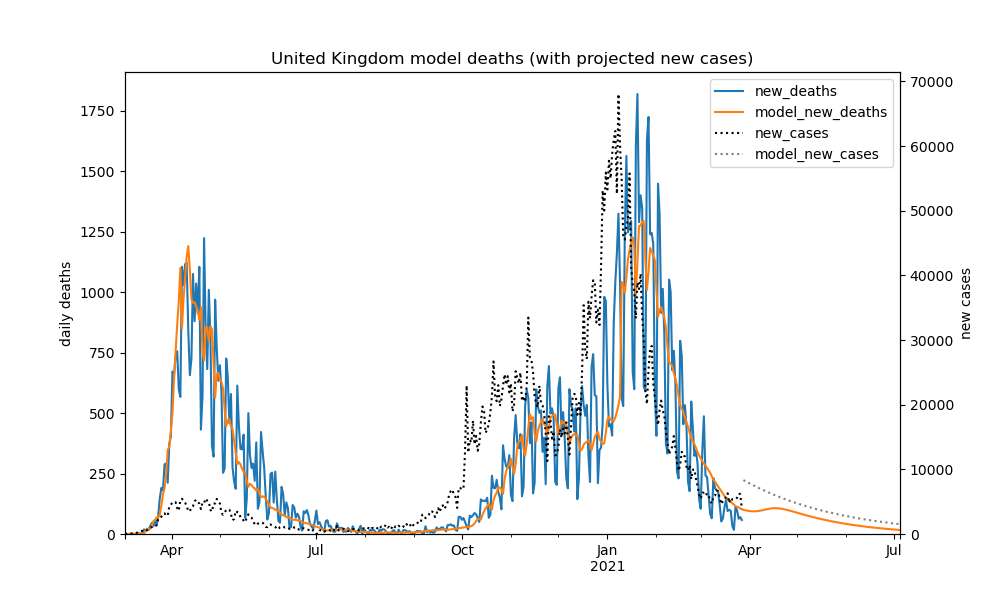 United Kingdom model deaths (with projected new cases)
new_deaths
model_new_deaths
new_cases
model_new_cases
daily deaths
1750
1500
1250
1000
750
500
250
0
70000
60000
50000
40000
30000
20000
10000
0
new cases
Apr Jul Oct Jan Apr Jul
2021